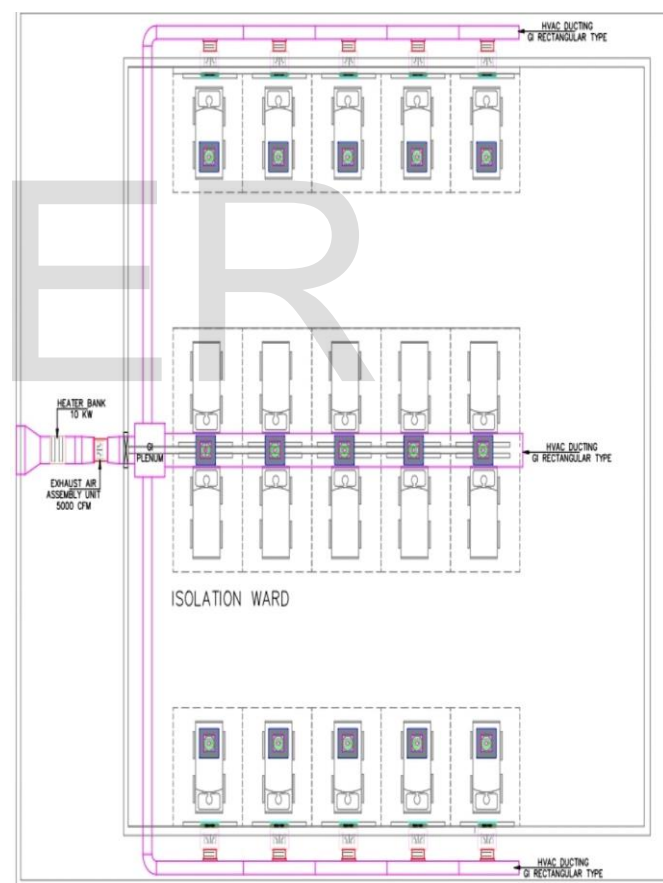 HVAC DUCTING
GI RECTANGULAR TYPE
ER
HEATER BANK
10 KW
GI
PLENUM
HVAC DUCTING
GI RECTANGULAR TYPE
EXHAUST AIR
ASSEMBLY UNIT
5000 CFM
ISOLATION WARD
HVAC DUCTING
GI RECTANGULAR TYPE